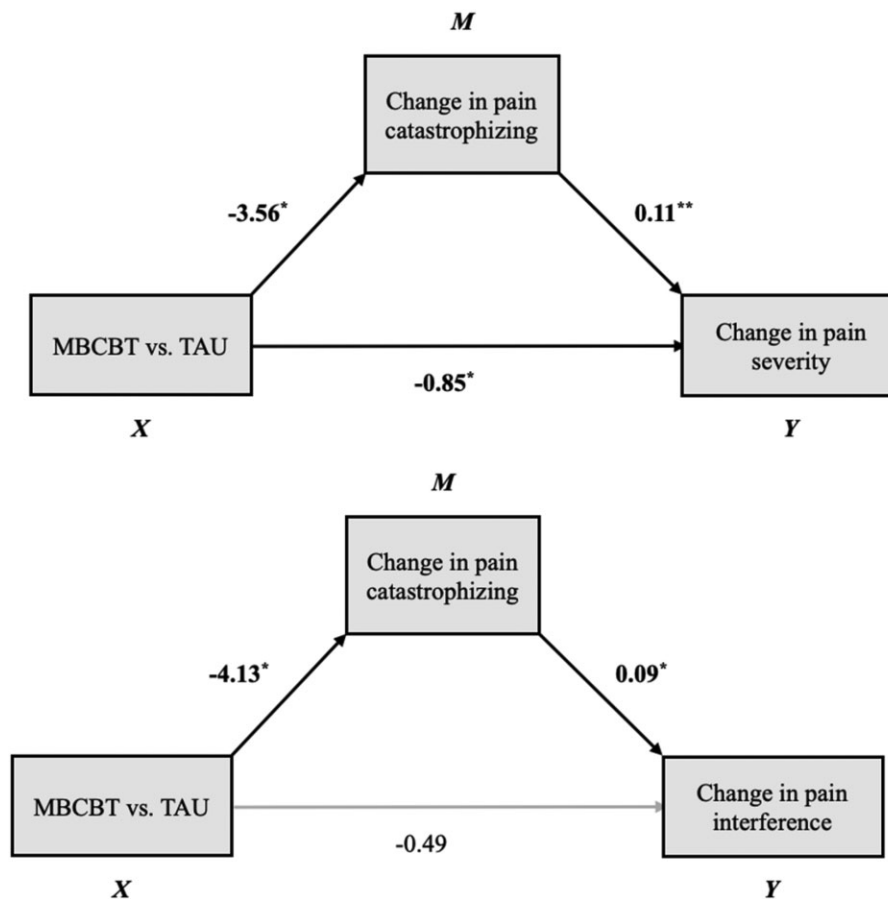 M
Change in pain
catastrophizing
-3.56*
0.11**
MBCBT vs. TAU
Change in pain
severity
-0.85*
X
Y
M
Change in pain
catastrophizing
-4.13*
0.09*
MBCBT vs. TAU
Change in pain
interference
-0.49
X
Y